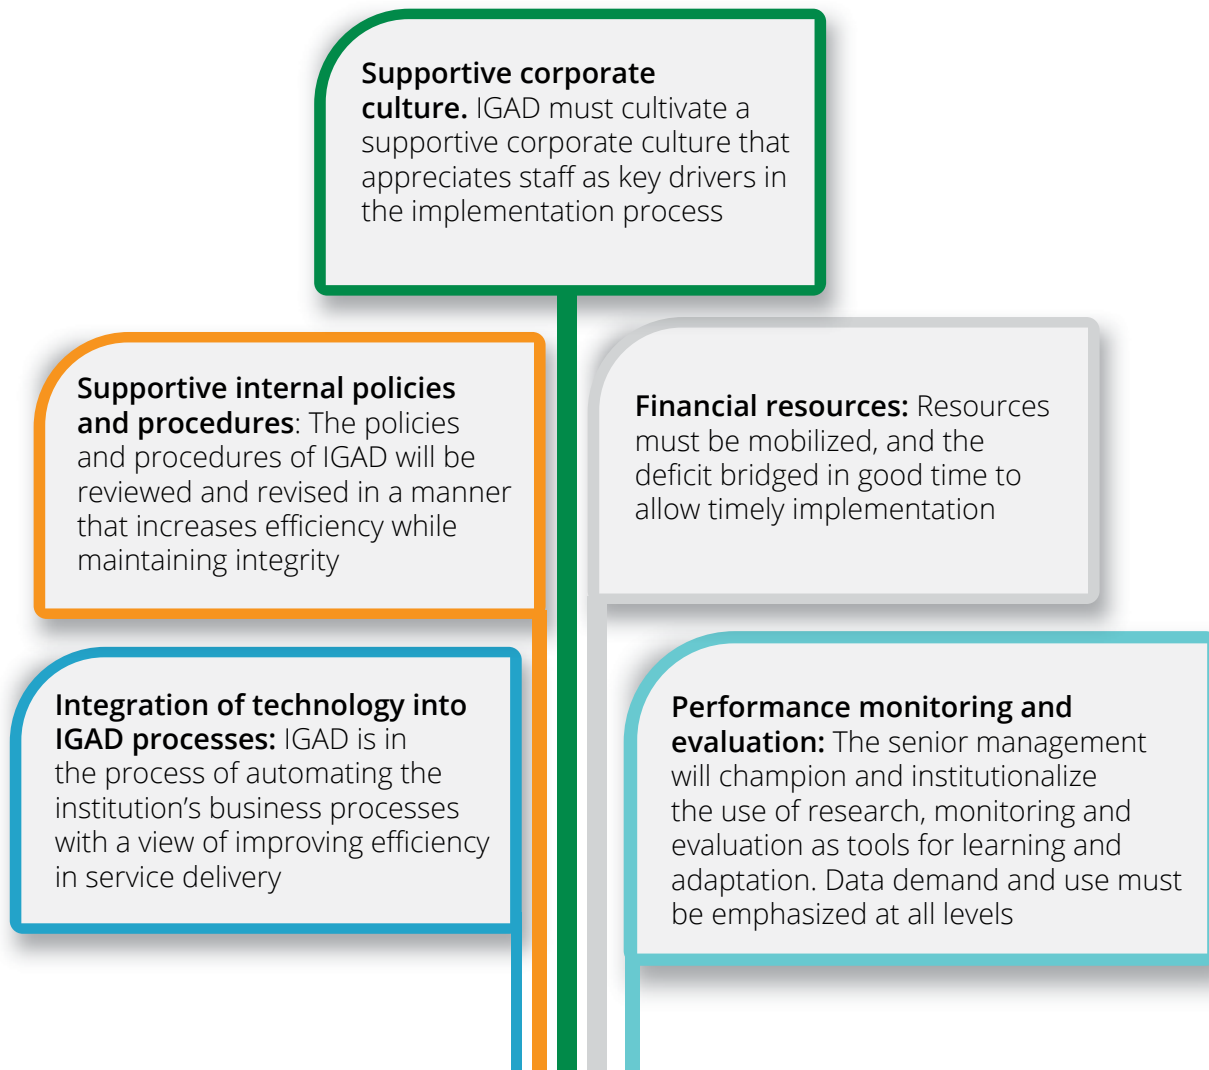 Supportive corporate
culture. IGAD must cultivate a
supportive corporate culture that
appreciates staff as key drivers in
the implementation process
Supportive internal policies
and procedures: The policies
and procedures of IGAD will be
reviewed and revised in a manner
that increases efficiency while
maintaining integrity
Financial resources: Resources
must be mobilized, and the
deficit bridged in good time to
allow timely implementation
Integration of technology into
IGAD processes: IGAD is in
the process of automating the
institution’s business processes
with a view of improving efficiency
in service delivery
Performance monitoring and
evaluation: The senior management
will champion and institutionalize
the use of research, monitoring and
evaluation as tools for learning and
adaptation. Data demand and use must
be emphasized at all levels